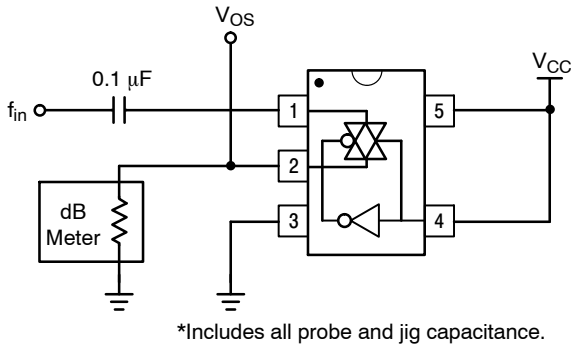 VOS
0.1 μF
VCC
fin
1
5
2
dB
Meter
3
4
*Includes all probe and jig capacitance.